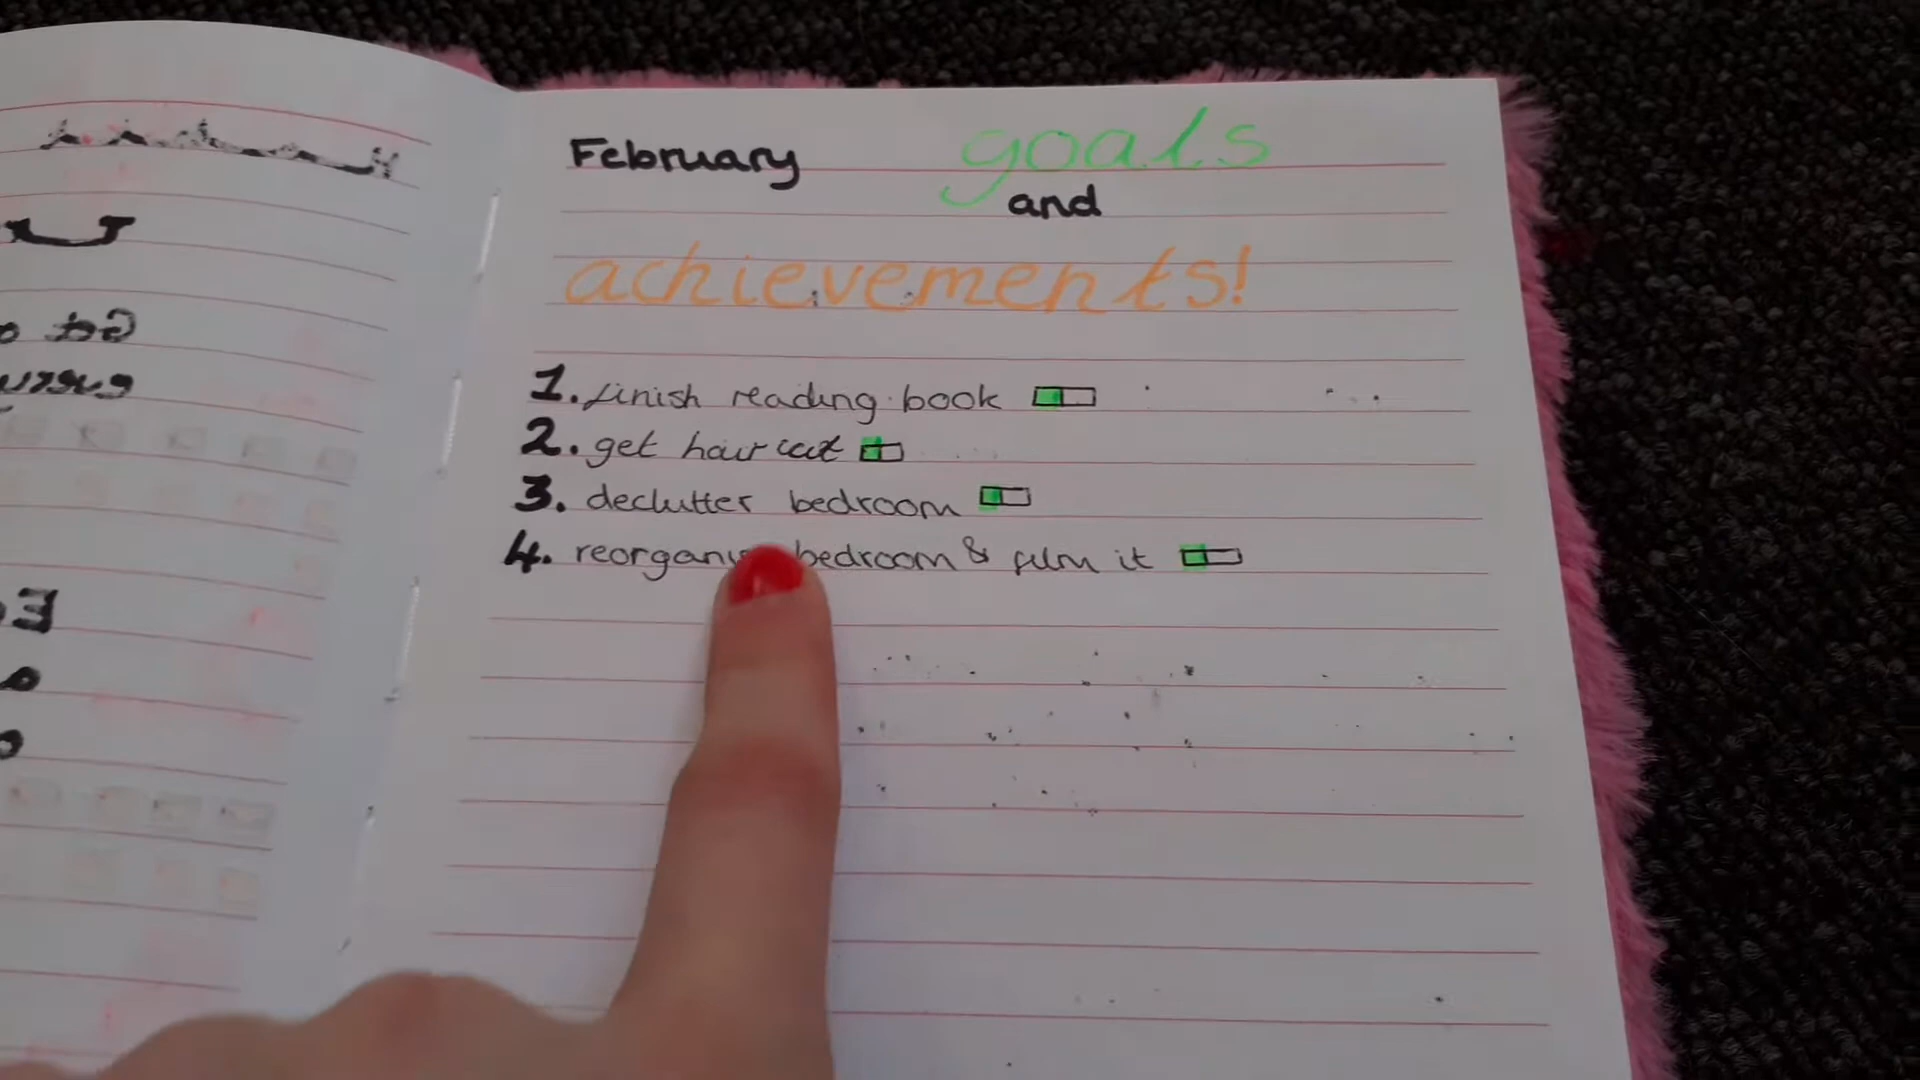 February goals
and
achievements!
1. finish reading book
2. get hair cut
3. declutter bedroom
4. bedroom & film it